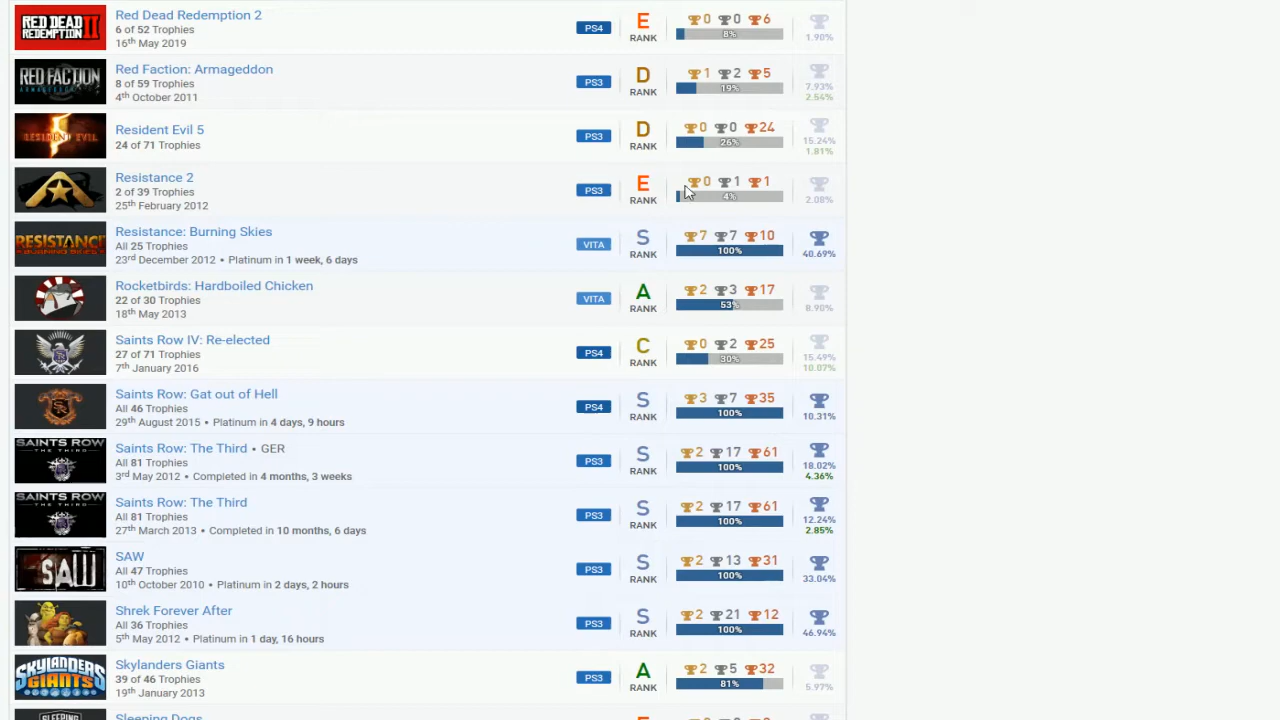 RED DEAD
REDEMPTION II
Red Dead Redemption 2
6 of 52 Trophies
16th May 2019
PS4
E
RANK
0 0 6
8%
1.90%
RED FACTION
ARMAGEDDON
Red Faction: Armageddon
8 of 59 Trophies
4th October 2011
PS3
D
RANK
1 2 5
19%
7.93%
2.54%
RESIDENT EVIL
Resident Evil 5
24 of 71 Trophies
PS3
D
RANK
0 0 24
26%
15.24%
1.81%
Resistance 2
2 of 39 Trophies
25th February 2012
PS3
E
RANK
0 1 1
4%
2.08%
RESISTANCE
BURNING SKIES
Resistance: Burning Skies
All 25 Trophies
23rd December 2012 • Platinum in 1 week, 6 days
VITA
S
RANK
7 7 10
100%
40.69%
Rocketbirds: Hardboiled Chicken
22 of 30 Trophies
18th May 2013
VITA
A
RANK
2 3 17
53%
8.90%
Saints Row IV: Re-elected
27 of 71 Trophies
7th January 2016
PS4
C
RANK
0 2 25
30%
15.49%
10.07%
Saints Row: Gat out of Hell
All 46 Trophies
29th August 2015 • Platinum in 4 days, 9 hours
PS4
S
RANK
3 7 35
100%
10.31%
SAINTS ROW
THE THIRD
Saints Row: The Third • GER
All 81 Trophies
3rd May 2012 • Completed in 4 months, 3 weeks
PS3
S
RANK
2 17 61
100%
18.02%
4.36%
SAINTS ROW
THE THIRD
Saints Row: The Third
All 81 Trophies
27th March 2013 • Completed in 10 months, 6 days
PS3
S
RANK
2 17 61
100%
12.24%
2.85%
SAW
SAW
All 47 Trophies
10th October 2010 • Platinum in 2 days, 2 hours
PS3
S
RANK
2 13 31
100%
33.04%
Shrek Forever After
All 36 Trophies
5th May 2012 • Platinum in 1 day, 16 hours
PS3
S
RANK
2 21 12
100%
46.94%
SKYLANDERS
GIANTS
Skylanders Giants
39 of 46 Trophies
19th January 2013
PS3
A
RANK
2 5 32
81%
5.97%
SLEEPING
Sleeping Dogs